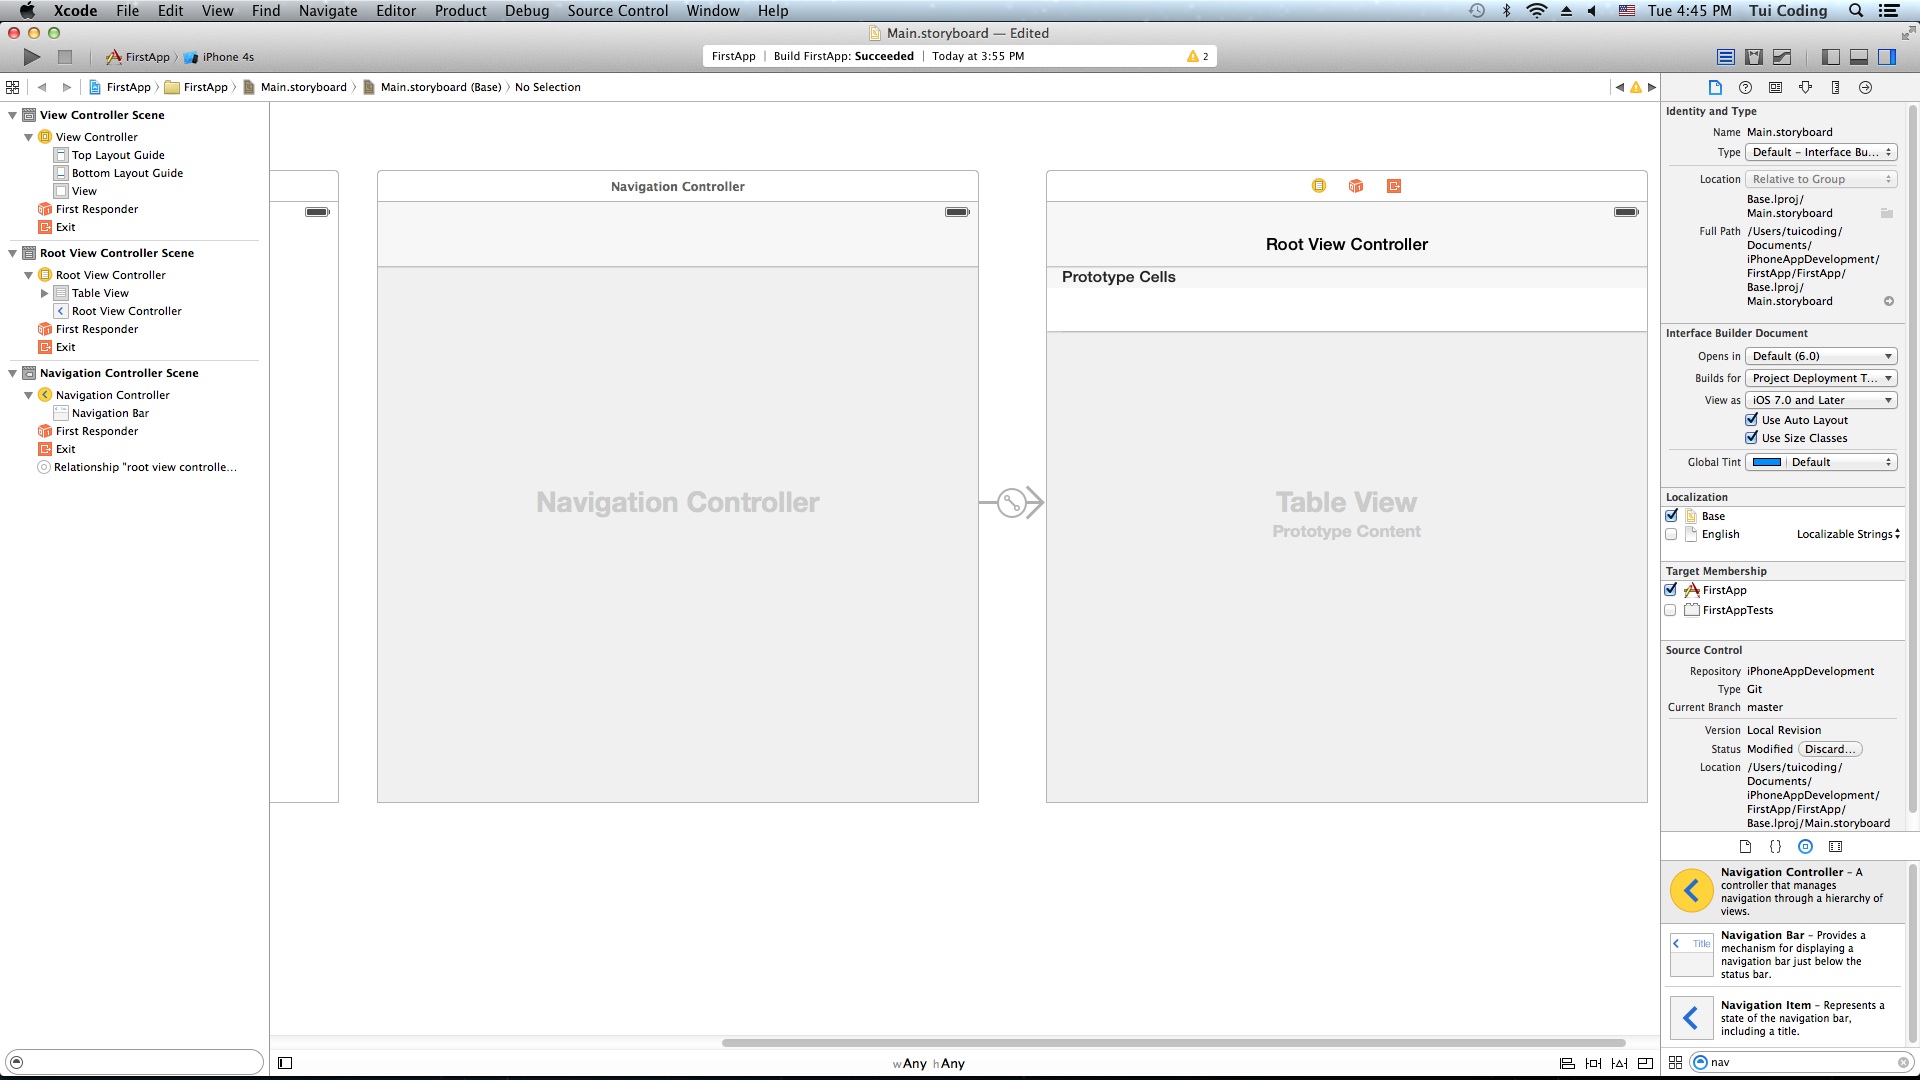 Xcode File Edit View Find Navigate Editor Product Debug Source Control Window Help Tue 4:45 PM Tui Coding
Main.storyboard — Edited
FirstApp iPhone 4s
FirstApp | Build FirstApp: Succeeded | Today at 3:55 PM 2
FirstApp FirstApp Main.storyboard Main.storyboard (Base) No Selection
View Controller Scene
View Controller
Top Layout Guide
Bottom Layout Guide
View
First Responder
Exit
Root View Controller Scene
Root View Controller
Table View
Root View Controller
First Responder
Exit
Navigation Controller Scene
Navigation Controller
Navigation Bar
First Responder
Exit
Relationship "root view controlle...
Navigation Controller
Navigation Controller
Root View Controller
Prototype Cells
Table View
Prototype Content
wAny hAny
Identity and Type
Name Main.storyboard
Type Default - Interface Bu...
Location Relative to Group
Base.lproj/
Main.storyboard
Full Path /Users/tuicoding/
Documents/
iPhoneAppDevelopment/
FirstApp/FirstApp/
Base.lproj/
Main.storyboard
Interface Builder Document
Opens in Default (6.0)
Builds for Project Deployment T...
View as iOS 7.0 and Later
Use Auto Layout
Use Size Classes
Global Tint Default
Localization
Base
English Localizable Strings
Target Membership
FirstApp
FirstAppTests
Source Control
Repository iPhoneAppDevelopment
Type Git
Current Branch master
Version Local Revision
Status Modified Discard...
Location /Users/tuicoding/
Documents/
iPhoneAppDevelopment/
FirstApp/FirstApp/
Base.lproj/Main.storyboard
{}
Navigation Controller - A
controller that manages
navigation through a hierarchy of
views.
Title
Navigation Bar - Provides a
mechanism for displaying a
navigation bar just below the
status bar.
Navigation Item - Represents a
state of the navigation bar,
including a title.
nav